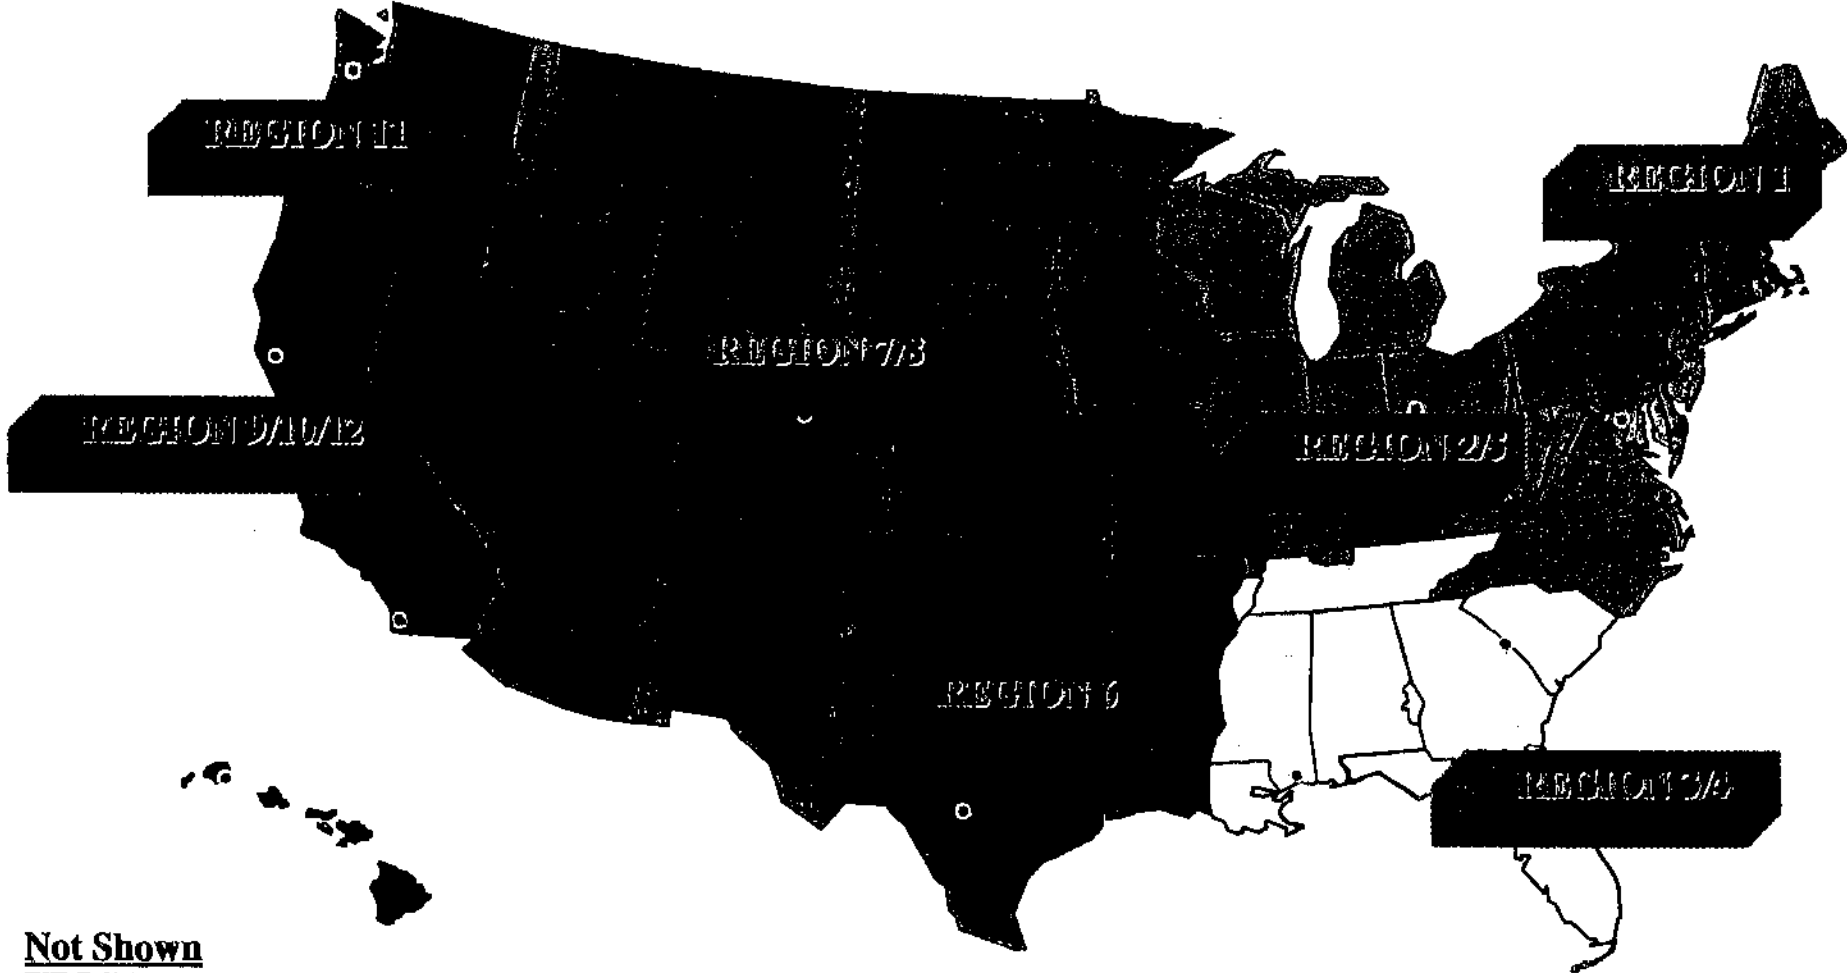 REGION 11
REGION 1
REGION 7/8
REGION 9/10/12
REGION 2/5
REGION 6
REGION 3/4
Not Shown